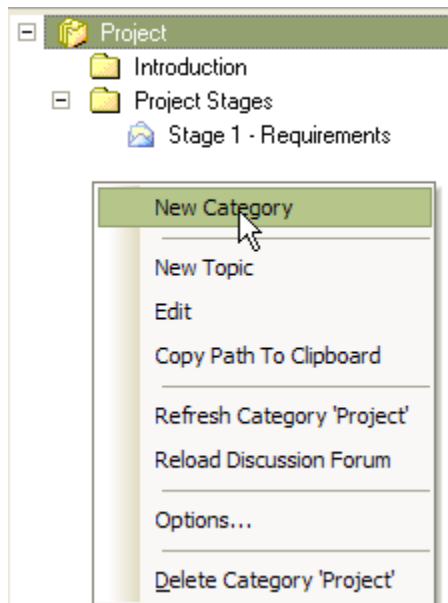 Project
Introduction
Project Stages
Stage 1 - Requirements
New Category
New Topic
Edit
Copy Path To Clipboard
Refresh Category 'Project'
Reload Discussion Forum
Options...
Delete Category 'Project'